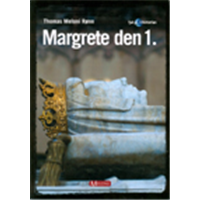 Thomas Meloni Rønn
Margrete den 1.